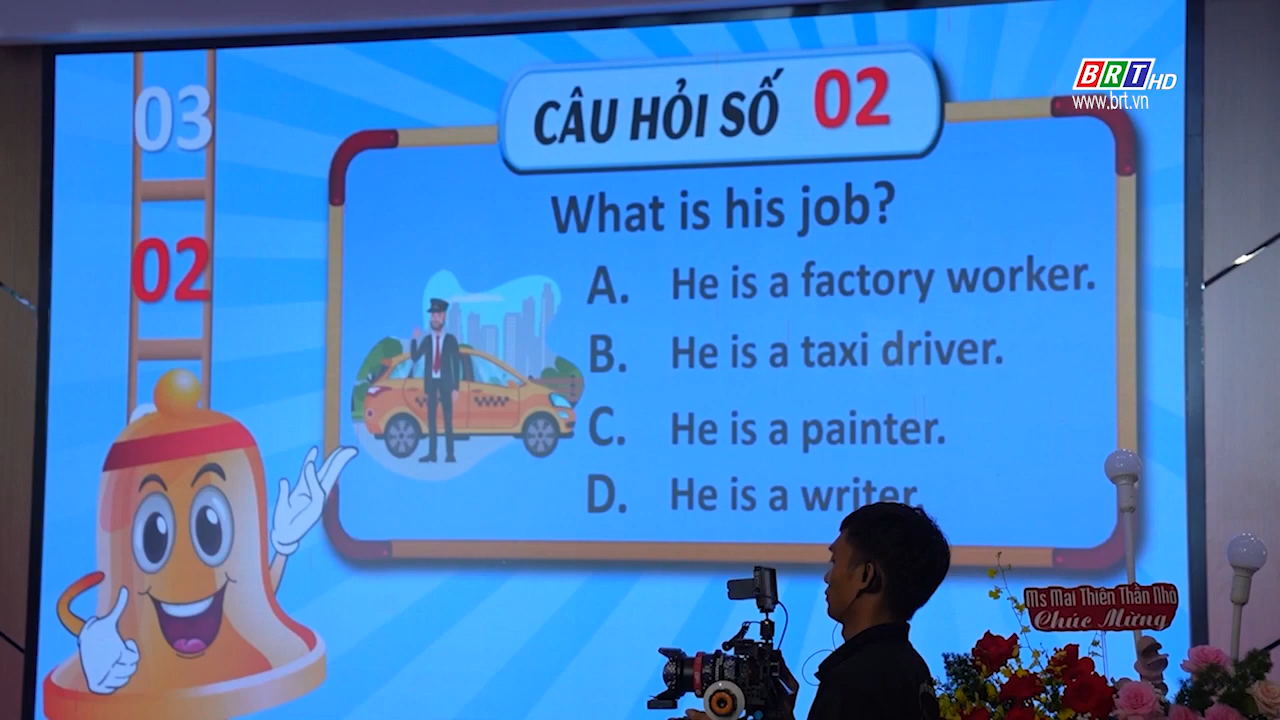 BRT HD
www.brt.vn
03
02
CÂU HỎI SỐ 02
What is his job?
A. He is a factory worker.
B. He is a taxi driver.
C. He is a painter.
D. He is a writer.
Ms Mai Thiên Thần Nhỏ
Chúc Mừng